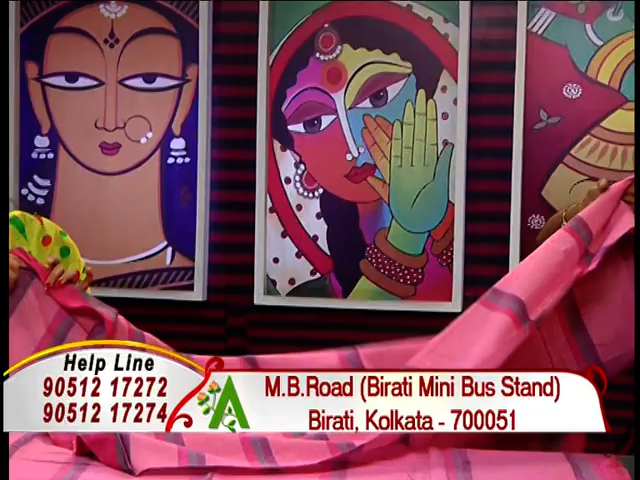 Help Line
90512 17272
90512 17274
A
M.B.Road (Birati Mini Bus Stand)
Birati, Kolkata - 700051